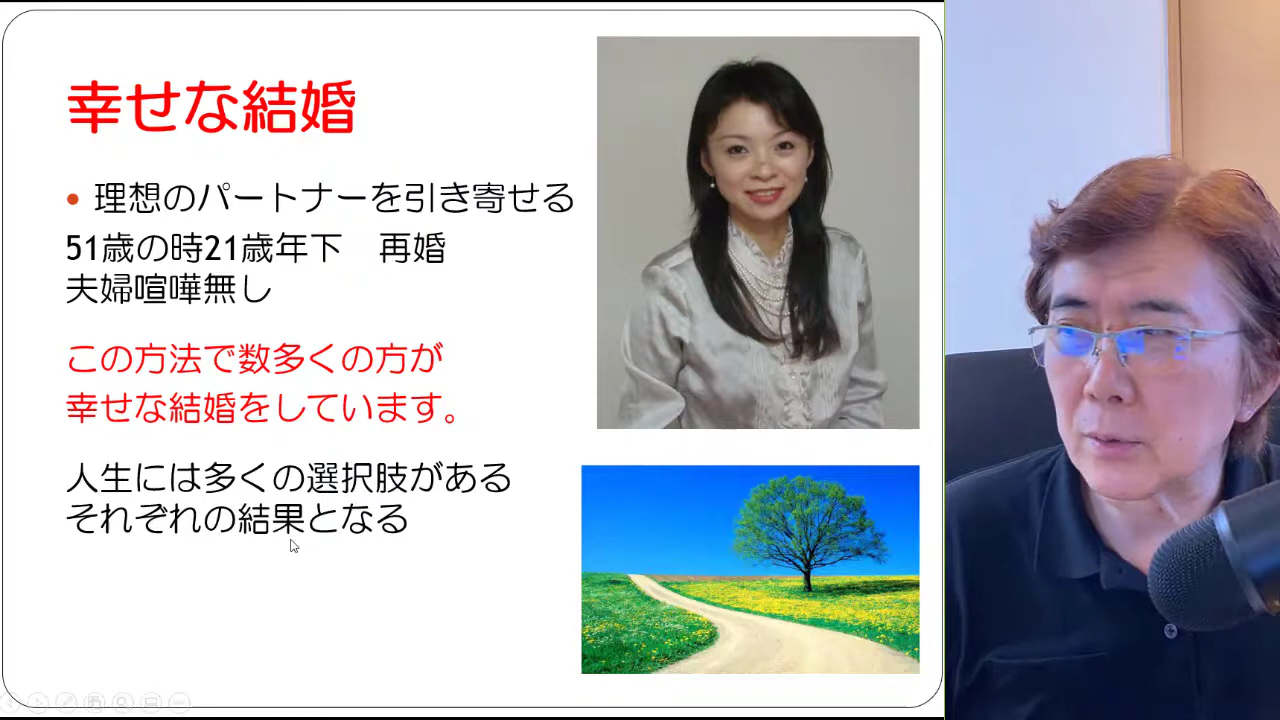 幸せな結婚
• 理想のパートナーを引き寄せる
51歳の時21歳年下　再婚
夫婦喧嘩無し
この方法で数多くの方が
幸せな結婚をしています。
人生には多くの選択肢がある
それぞれの結果となる